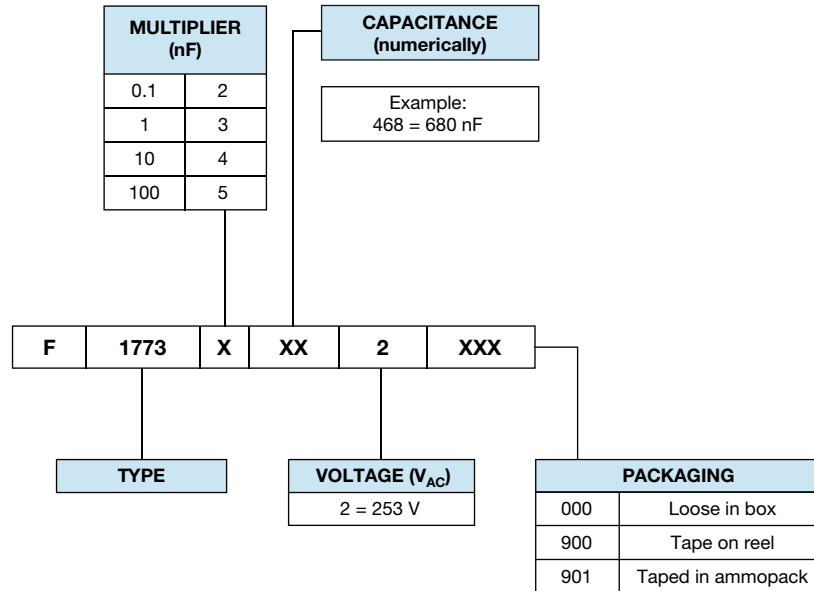 MULTIPLIER
(nF)
0.1 2
1 3
10 4
100 5
CAPACITANCE
(numerically)
Example:
468 = 680 nF
F 1773 X XX 2 XXX
TYPE
VOLTAGE (VAC)
2 = 253 V
PACKAGING
000 Loose in box
900 Tape on reel
901 Taped in ammopack